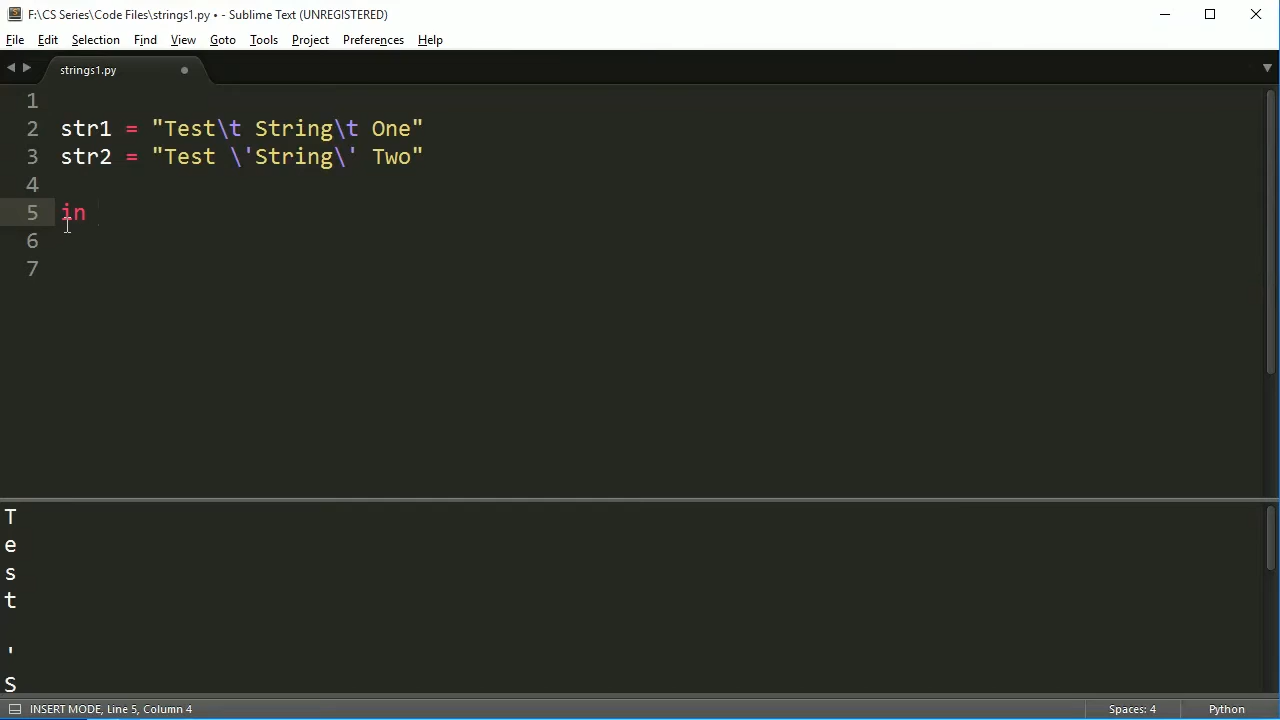 F:\CS Series\Code Files\strings1.py • - Sublime Text (UNREGISTERED)
File Edit Selection Find View Goto Tools Project Preferences Help
strings1.py
1
2 str1 = "Test\t String\t One"
3 str2 = "Test \'String\' Two"
4
5 in
6
7
T
e
s
t
'
S
INSERT MODE, Line 5, Column 4 Spaces: 4 Python